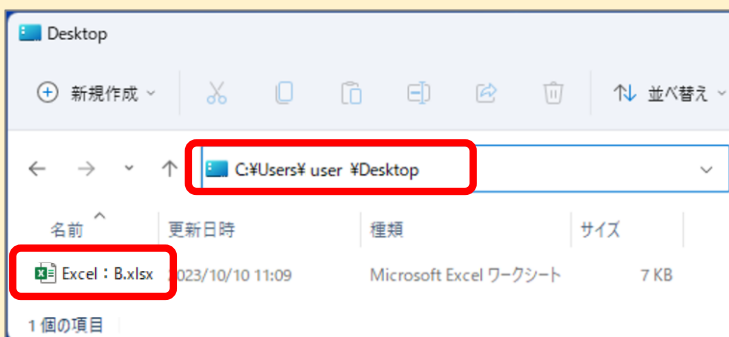 Desktop
新規作成 並べ替え
C:¥Users¥ user ¥Desktop
名前 更新日時 種類 サイズ
Excel：B.xlsx 2023/10/10 11:09 Microsoft Excel ワークシート 7 KB
1 個の項目